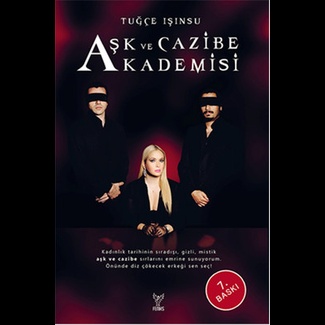 TUĞÇE IŞINSU
AŞK VE CAZİBE
AKADEMİSİ
Kadınlık tarihinin sıradışı, gizli, mistik
aşk ve cazibe sırlarını emrine sunuyorum.
Önünde diz çökecek erkeği sen seç!
7.
BASKI